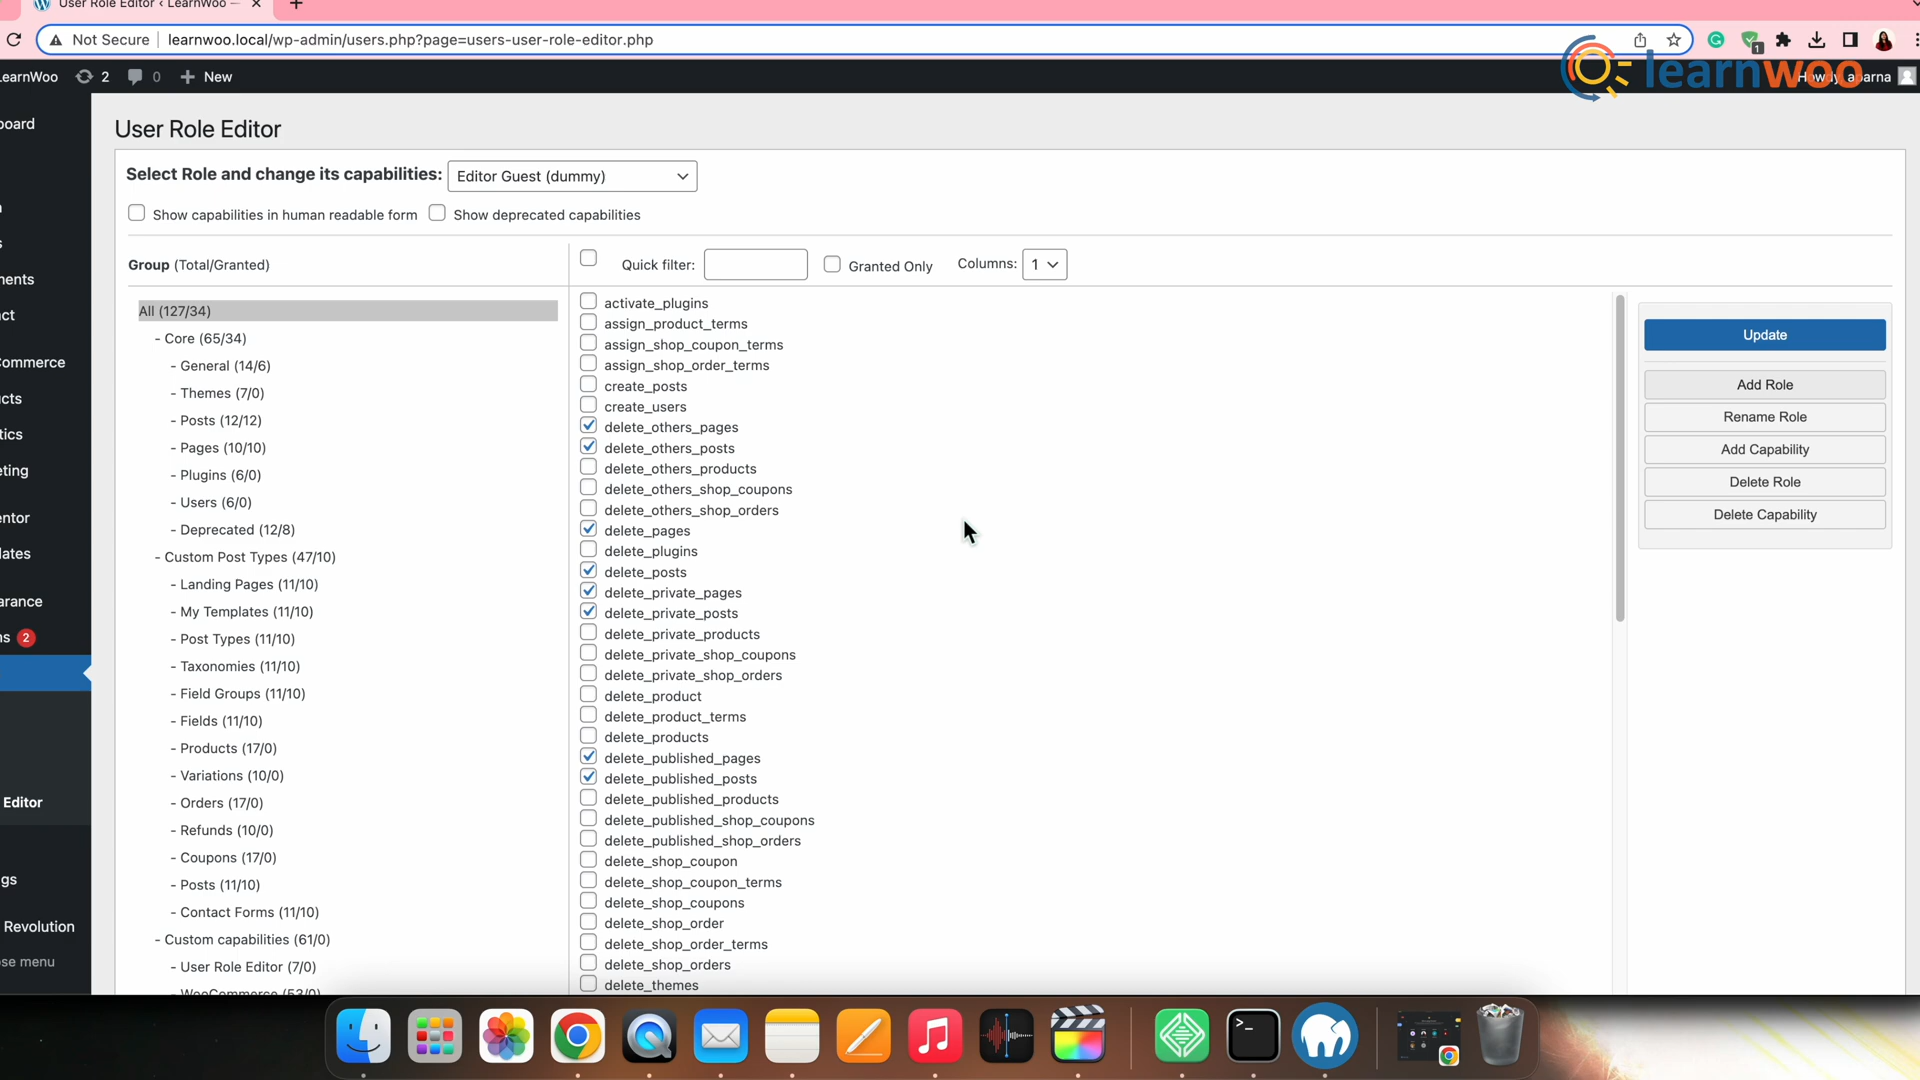 User Role Editor < LearnWoo —
Not Secure learnwoo.local/wp-admin/users.php?page=users-user-role-editor.php
1
learnwoo
LearnWoo 2 0 New
Howdy, aparna
User Role Editor
Select Role and change its capabilities: Editor Guest (dummy)
Show capabilities in human readable form Show deprecated capabilities
Group (Total/Granted)
Quick filter: Granted Only Columns: 1
All (127/34)
- Core (65/34)
- General (14/6)
- Themes (7/0)
- Posts (12/12)
- Pages (10/10)
- Plugins (6/0)
- Users (6/0)
- Deprecated (12/8)
- Custom Post Types (47/10)
- Landing Pages (11/10)
- My Templates (11/10)
- Post Types (11/10)
- Taxonomies (11/10)
- Field Groups (11/10)
- Fields (11/10)
- Products (17/0)
- Variations (10/0)
- Orders (17/0)
- Refunds (10/0)
- Coupons (17/0)
- Posts (11/10)
- Contact Forms (11/10)
- Custom capabilities (61/0)
- User Role Editor (7/0)
- WooCommerce (53/0)
activate_plugins
assign_product_terms
assign_shop_coupon_terms
assign_shop_order_terms
create_posts
create_users
delete_others_pages
delete_others_posts
delete_others_products
delete_others_shop_coupons
delete_others_shop_orders
delete_pages
delete_plugins
delete_posts
delete_private_pages
delete_private_posts
delete_private_products
delete_private_shop_coupons
delete_private_shop_orders
delete_product
delete_product_terms
delete_products
delete_published_pages
delete_published_posts
delete_published_products
delete_published_shop_coupons
delete_published_shop_orders
delete_shop_coupon
delete_shop_coupon_terms
delete_shop_coupons
delete_shop_order
delete_shop_order_terms
delete_shop_orders
delete_themes
Update
Add Role
Rename Role
Add Capability
Delete Role
Delete Capability
board
s
ments
ct
ommerce
cts
tics
eting
entor
lates
arance
ns 2
Editor
gs
Revolution
se menu